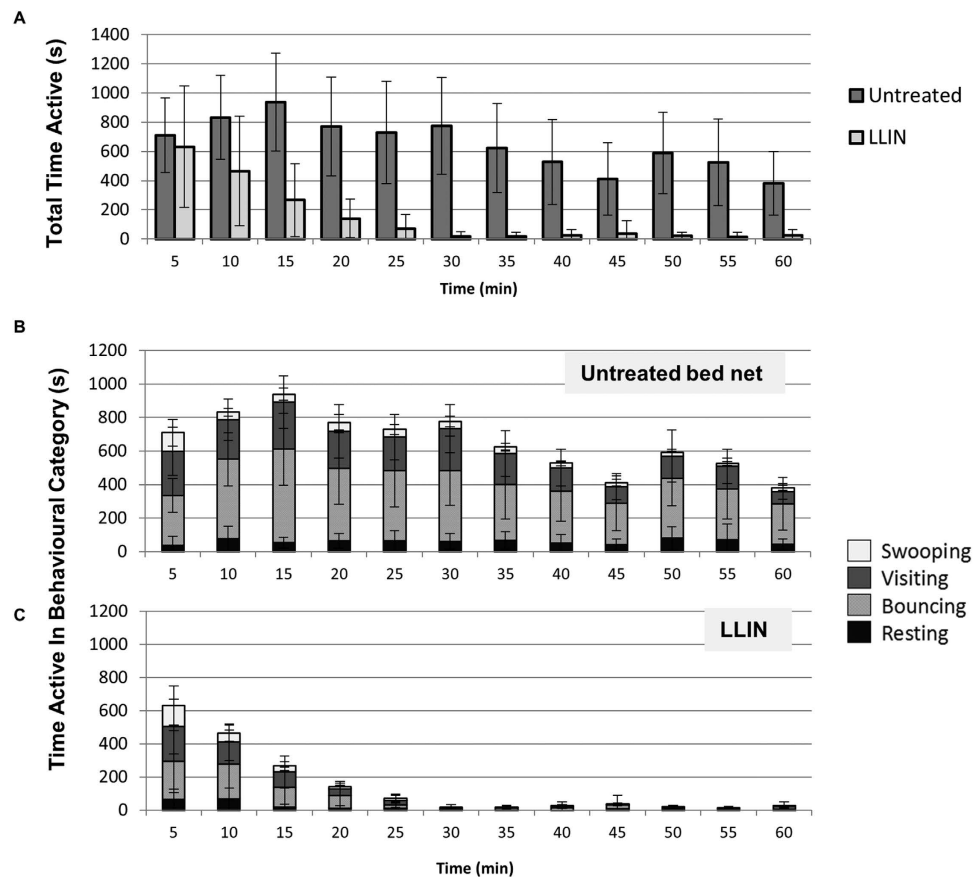 A
Total Time Active (s)
1400
1200
1000
800
600
400
200
0
5 10 15 20 25 30 35 40 45 50 55 60
Time (min)
Untreated
LLIN
B
Time Active In Behavioural Category (s)
1200
1000
800
600
400
200
0
Untreated bed net
5 10 15 20 25 30 35 40 45 50 55 60
Swooping
Visiting
Bouncing
Resting
C
1200
1000
800
600
400
200
0
LLIN
5 10 15 20 25 30 35 40 45 50 55 60
Time (min)